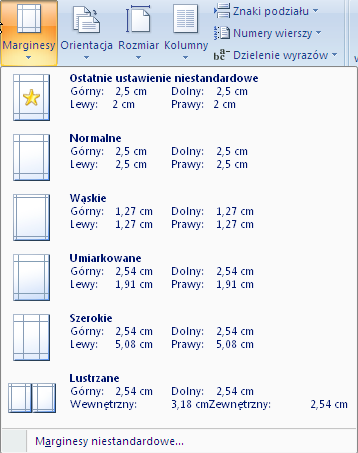 Marginesy Orientacja Rozmiar Kolumny
Znaki podziału
Numery wierszy
Dzielenie wyrazów
Ostatnie ustawienie niestandardowe
Górny: 2,5 cm Dolny: 2,5 cm
Lewy: 2 cm Prawy: 2 cm
Normalne
Górny: 2,5 cm Dolny: 2,5 cm
Lewy: 2,5 cm Prawy: 2,5 cm
Wąskie
Górny: 1,27 cm Dolny: 1,27 cm
Lewy: 1,27 cm Prawy: 1,27 cm
Umiarkowane
Górny: 2,54 cm Dolny: 2,54 cm
Lewy: 1,91 cm Prawy: 1,91 cm
Szerokie
Górny: 2,54 cm Dolny: 2,54 cm
Lewy: 5,08 cm Prawy: 5,08 cm
Lustrzane
Górny: 2,54 cm Dolny: 2,54 cm
Wewnętrzny: 3,18 cmZewnętrzny: 2,54 cm
Marginesy niestandardowe...